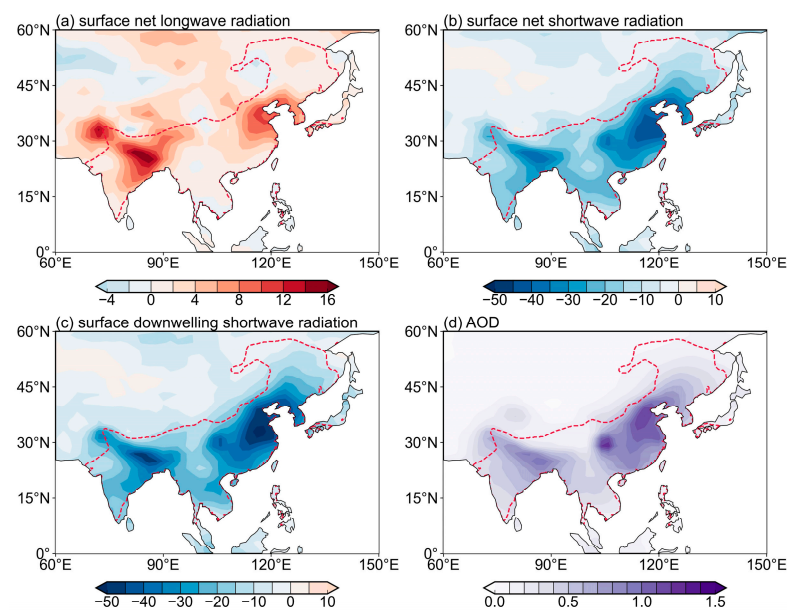 (a) surface net longwave radiation
(b) surface net shortwave radiation
60°N
60°N
45°N
45°N
30°N
30°N
15°N
15°N
0°
0°
60°E 90°E 120°E 150°E
60°E 90°E 120°E 150°E
−4 0 4 8 12 16
−50 −40 −30 −20 −10 0 10
(c) surface downwelling shortwave radiation
(d) AOD
60°N
60°N
45°N
45°N
30°N
30°N
15°N
15°N
0°
0°
60°E 90°E 120°E 150°E
60°E 90°E 120°E 150°E
−50 −40 −30 −20 −10 0 10
0.0 0.5 1.0 1.5